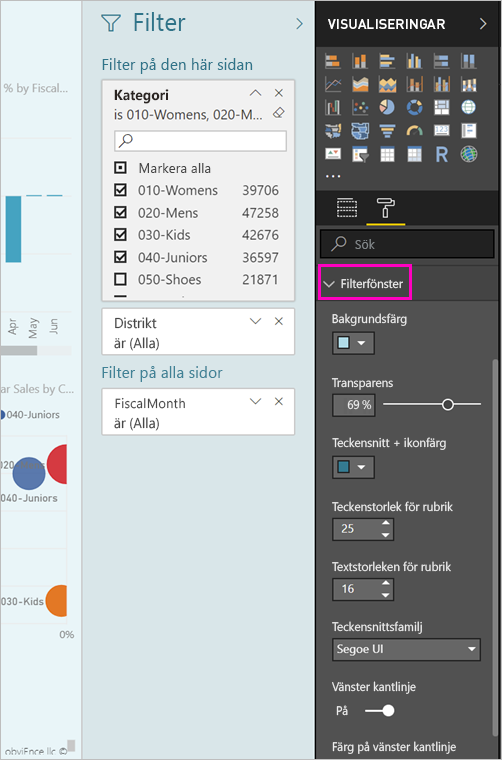 % by Fiscal...
Apr
May
Jun
ar Sales by C...
040-Juniors
040-Juniors
030-Kids
0%
obviEnce llc ©
Filter
Filter på den här sidan
Kategori
is 010-Womens, 020-M...
Markera alla
010-Womens 39706
020-Mens 47258
030-Kids 42676
040-Juniors 36597
050-Shoes 21871
Distrikt
är (Alla)
Filter på alla sidor
FiscalMonth
är (Alla)
VISUALISERINGAR
R
...
Sök
Filterfönster
Bakgrundsfärg
Transparens
69 %
Teckensnitt + ikonfärg
Teckenstorlek för rubrik
25
Textstorleken för rubrik
16
Teckensnittsfamilj
Segoe UI
Vänster kantlinje
På
Färg på vänster kantlinje